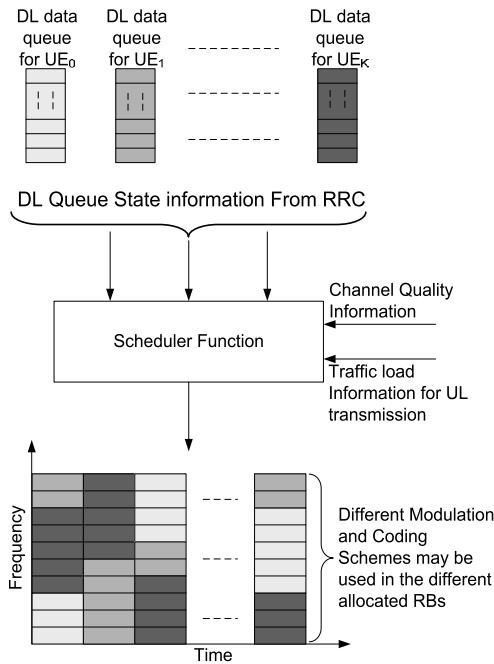 DL data
queue
for UE₀
DL data
queue
for UE₁
DL data
queue
for UEₖ
DL Queue State information From RRC
Channel Quality
Information
Scheduler Function
Traffic load
Information for UL
transmission
Frequency
Different Modulation
and Coding
Schemes may be
used in the different
allocated RBs
Time